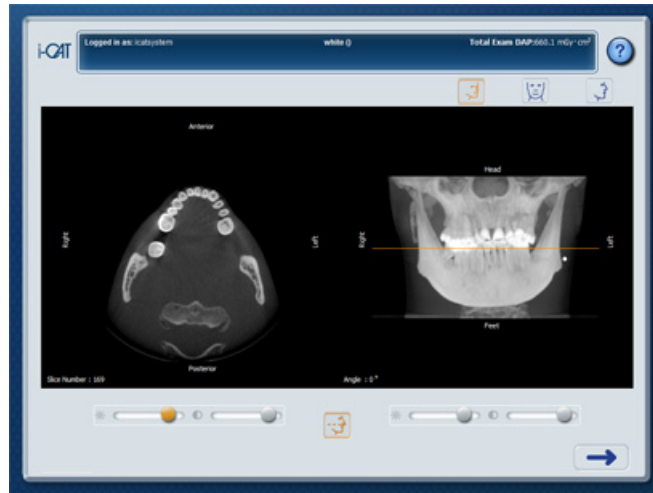 i-CAT
Logged in as: icatsystem
white ()
Total Exam DAP:660.1 mGy·cm²
?
Anterior
Right
Left
Posterior
Slice Number : 169
Head
Right
Left
Feet
Angle : 0 °